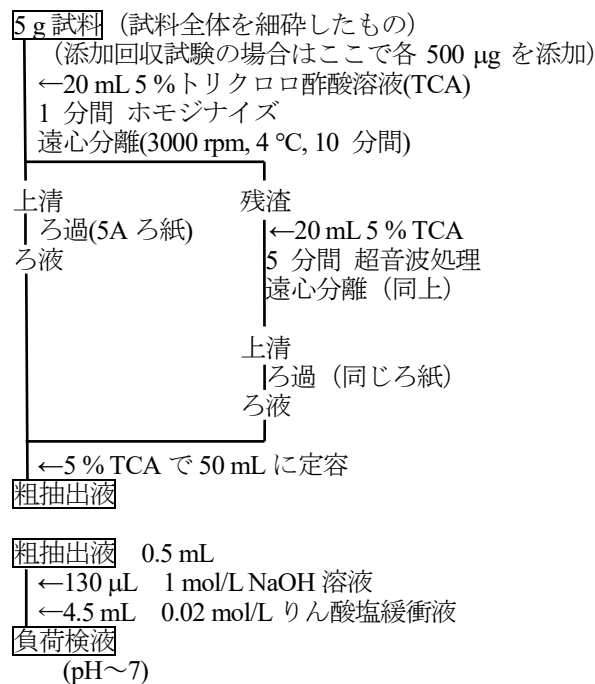 5 g 試料 （試料全体を細砕したもの）
（添加回収試験の場合はここで各 500 μg を添加）
←20 mL 5 %トリクロロ酢酸溶液(TCA)
1 分間 ホモジナイズ
遠心分離(3000 rpm, 4 ℃, 10 分間)
上清
ろ過(5A ろ紙)
ろ液
残渣
←20 mL 5 % TCA
5 分間 超音波処理
遠心分離（同上）
上清
ろ過（同じろ紙）
ろ液
←5 % TCA で 50 mL に定容
粗抽出液
粗抽出液 0.5 mL
←130 μL 1 mol/L NaOH 溶液
←4.5 mL 0.02 mol/L りん酸塩緩衝液
負荷検液
(pH～7)